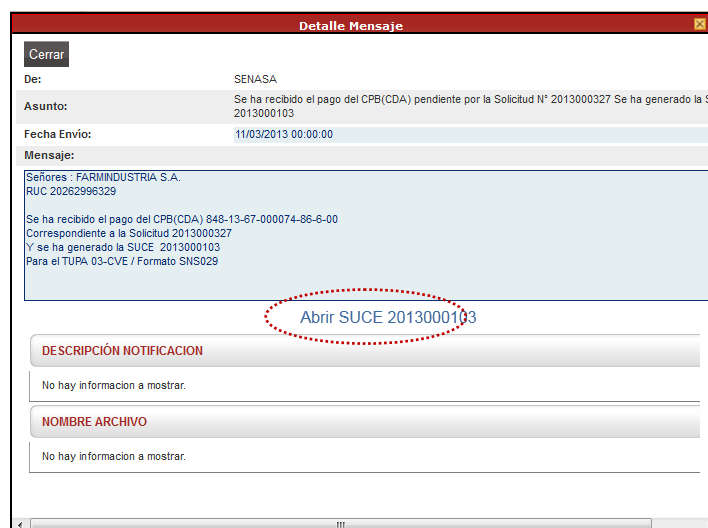 Detalle Mensaje
Cerrar
De: SENASA
Asunto: Se ha recibido el pago del CPB(CDA) pendiente por la Solicitud N° 2013000327 Se ha generado la S
2013000103
Fecha Envio: 11/03/2013 00:00:00
Mensaje:
Señores : FARMINDUSTRIA S.A.
RUC 20262996329
Se ha recibido el pago del CPB(CDA) 848-13-67-000074-86-6-00
Correspondiente a la Solicitud 2013000327
Y se ha generado la SUCE 2013000103
Para el TUPA 03-CVE / Formato SNS029
Abrir SUCE 2013000103
DESCRIPCIÓN NOTIFICACION
No hay informacion a mostrar.
NOMBRE ARCHIVO
No hay informacion a mostrar.